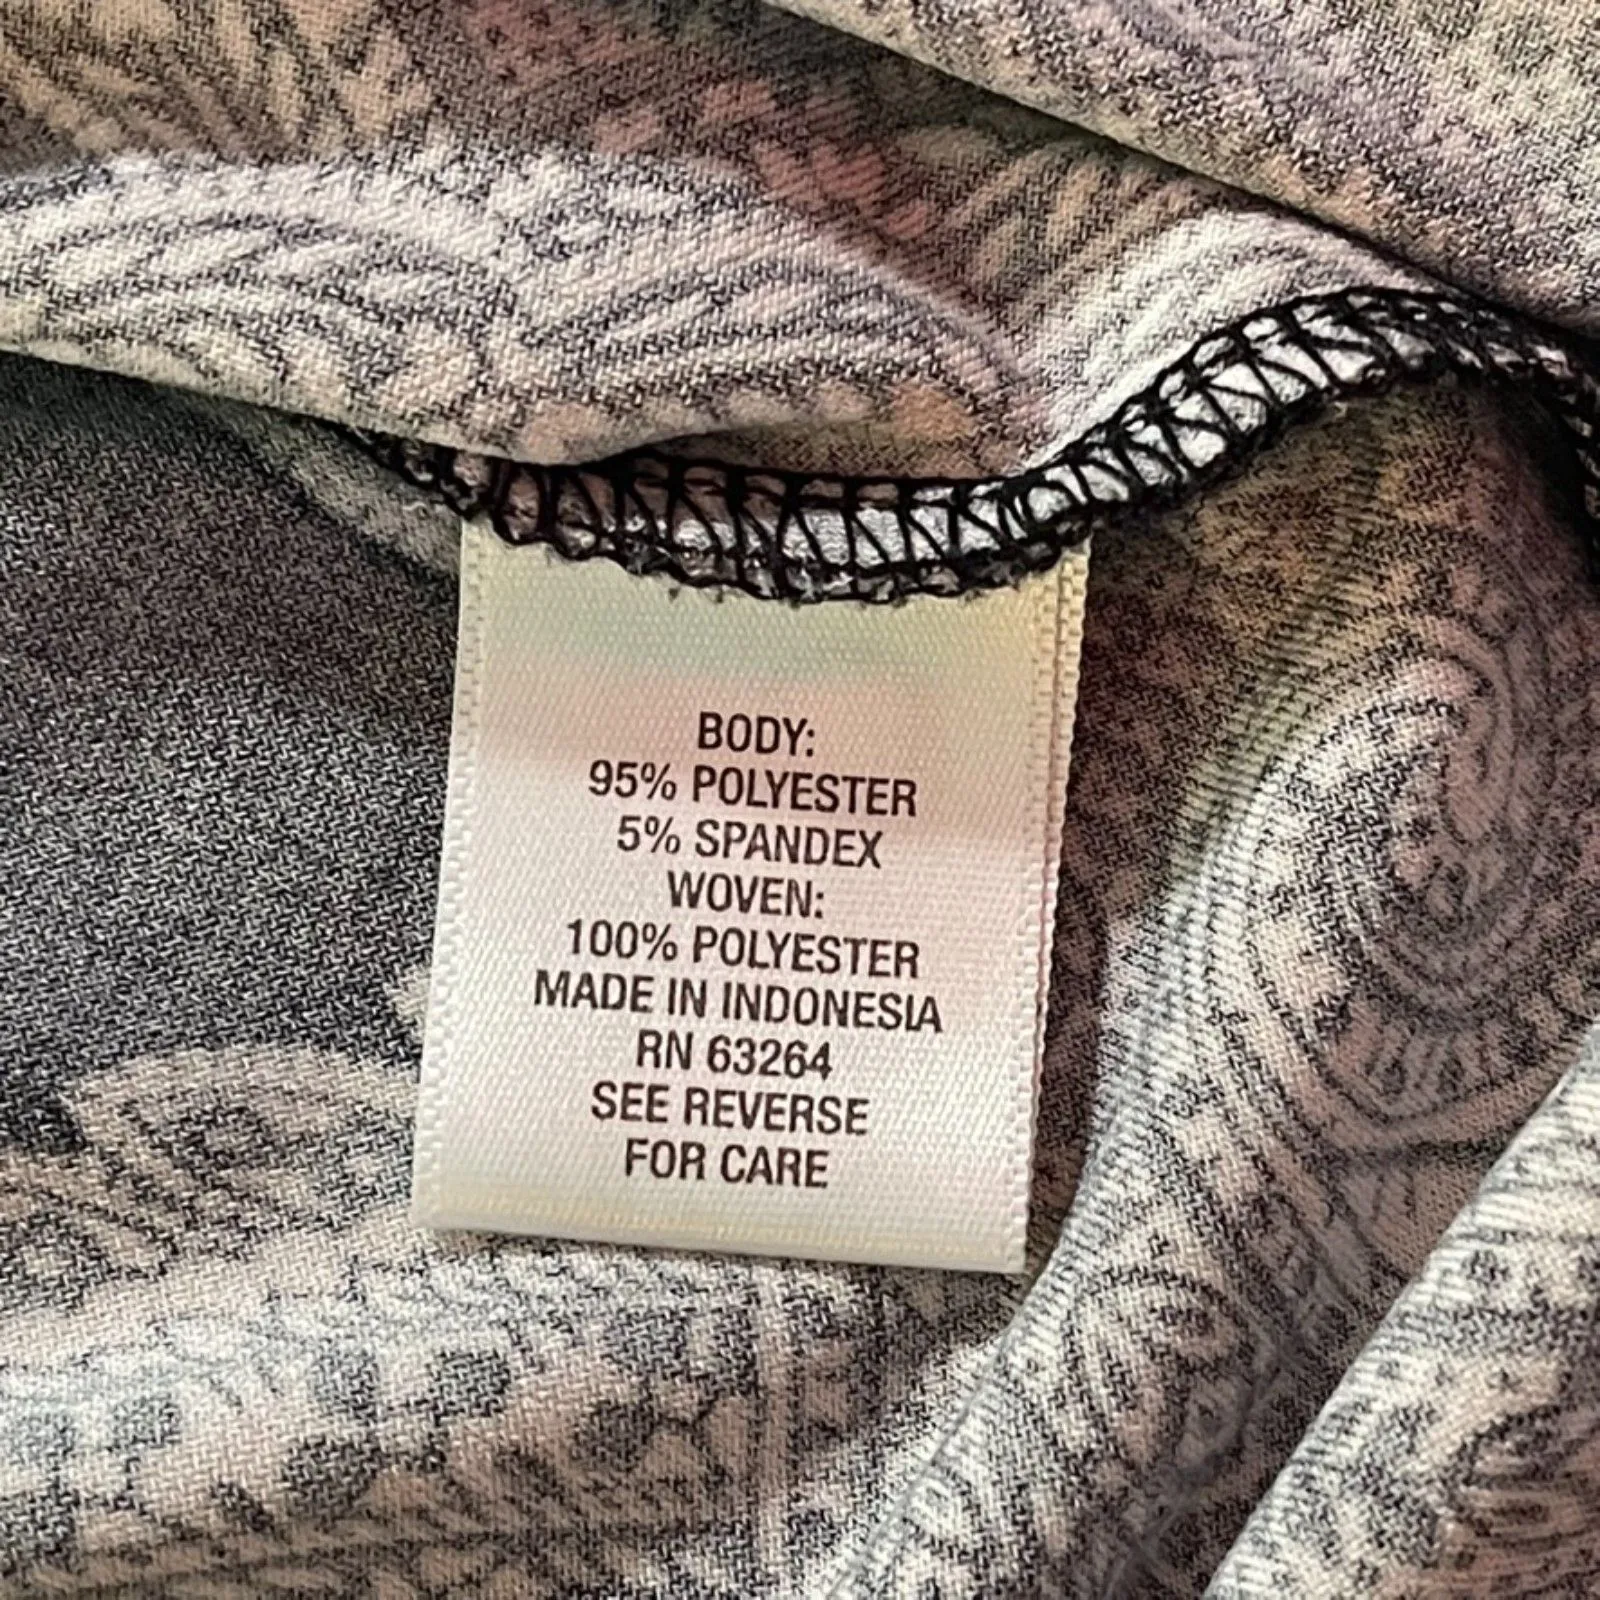 BODY:
95% POLYESTER
5% SPANDEX
WOVEN:
100% POLYESTER
MADE IN INDONESIA
RN 63264
SEE REVERSE
FOR CARE